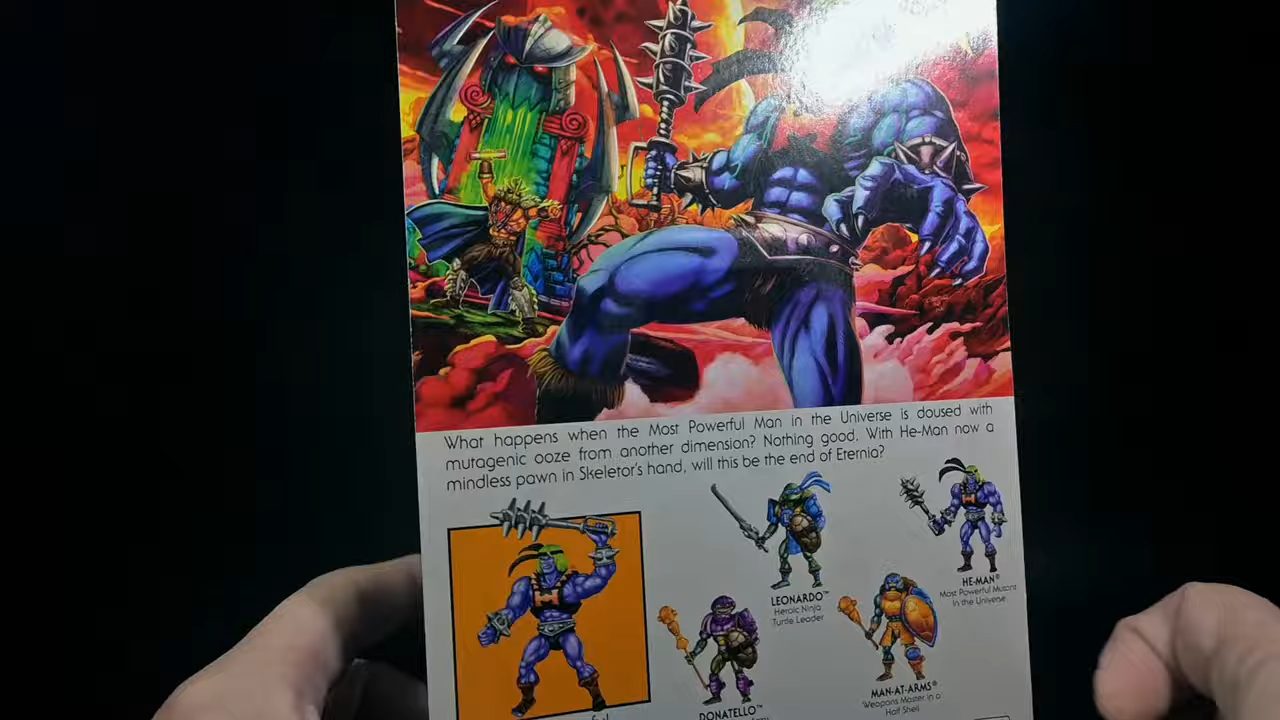 What happens when the Most Powerful Man in the Universe is doused with
mutagenic ooze from another dimension? Nothing good. With He-Man now a
mindless pawn in Skeletor's hand, will this be the end of Eternia?
HE-MAN®
Most Powerful Mutant
in the Universe
LEONARDO™
Heroic Ninja
Turtle Leader
MAN-AT-ARMS®
Weapons Master in a
Half Shell
DONATELLO™
H